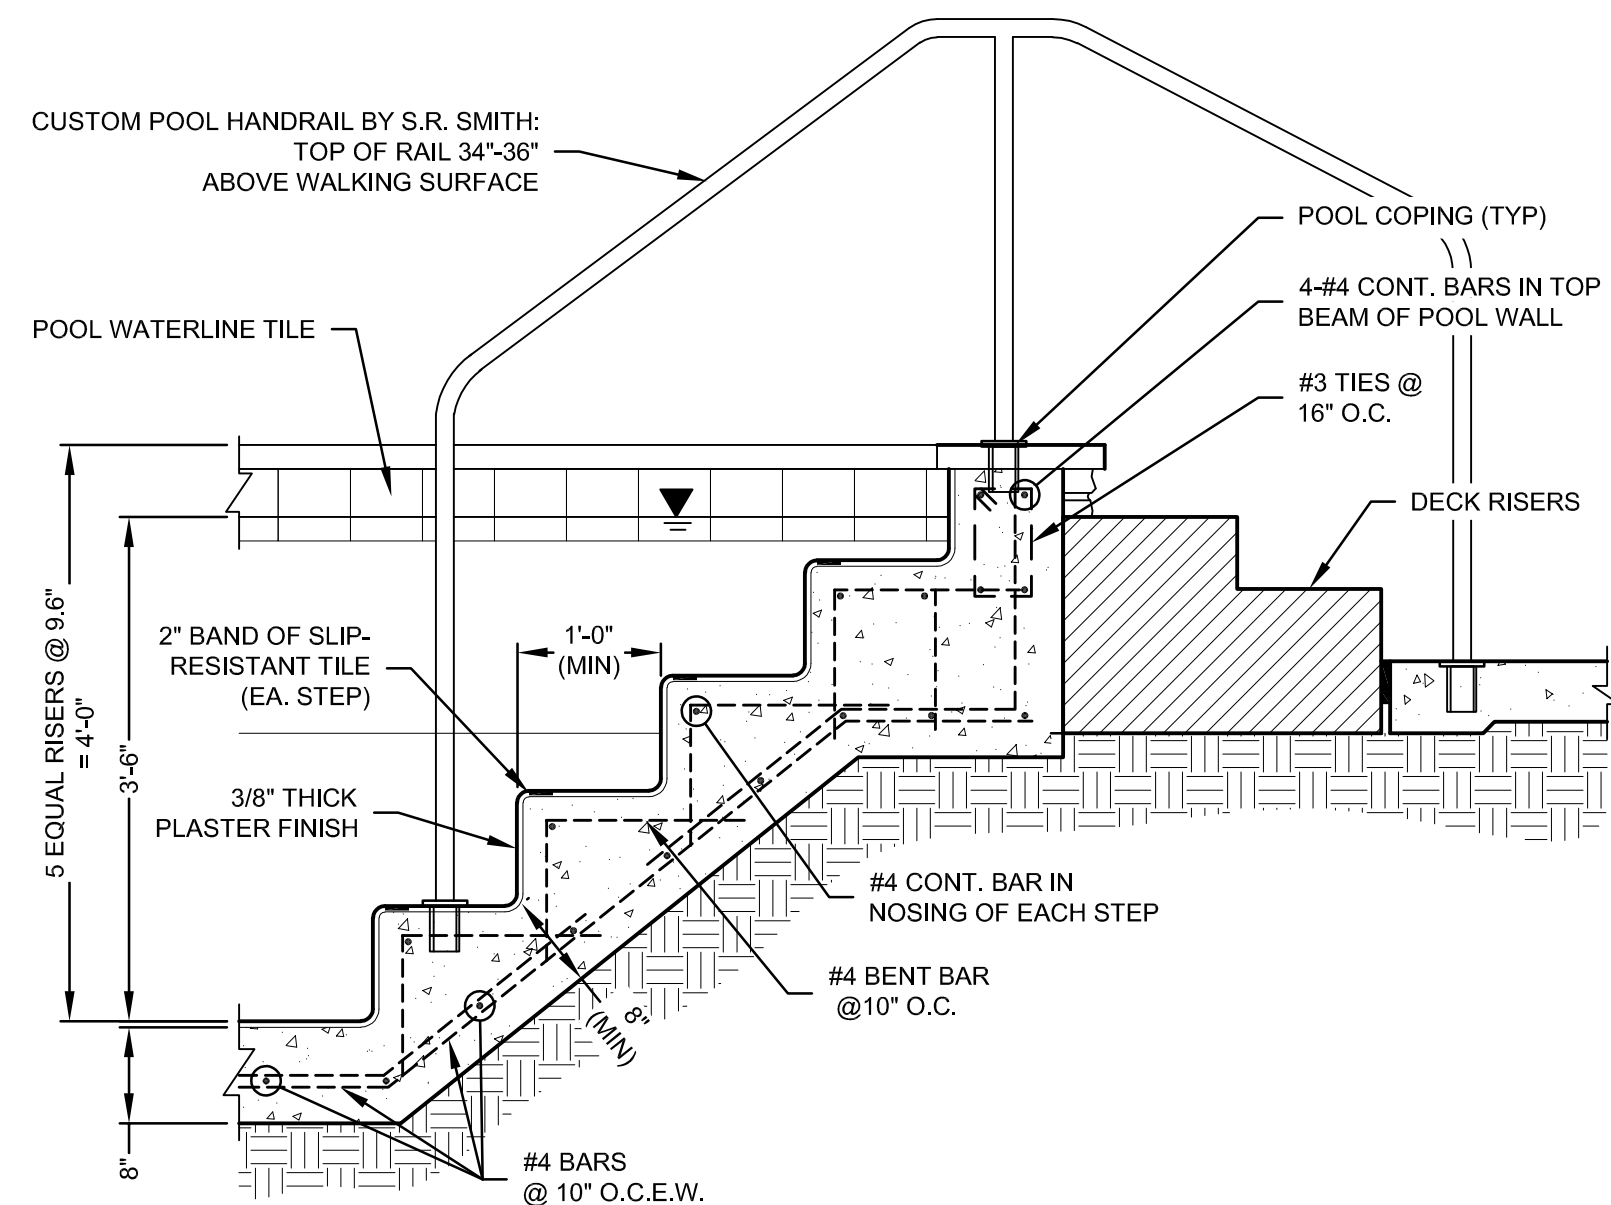 CUSTOM POOL HANDRAIL BY S.R. SMITH:
TOP OF RAIL 34"-36"
ABOVE WALKING SURFACE
POOL COPING (TYP)
4-#4 CONT. BARS IN TOP
BEAM OF POOL WALL
POOL WATERLINE TILE
#3 TIES @
16" O.C.
DECK RISERS
5 EQUAL RISERS @ 9.6"
= 4'-0"
3'-6"
2" BAND OF SLIP-
RESISTANT TILE
(EA. STEP)
1'-0"
(MIN)
3/8" THICK
PLASTER FINISH
#4 CONT. BAR IN
NOSING OF EACH STEP
#4 BENT BAR
@10" O.C.
8"
(MIN)
8"
#4 BARS
@ 10" O.C.E.W.